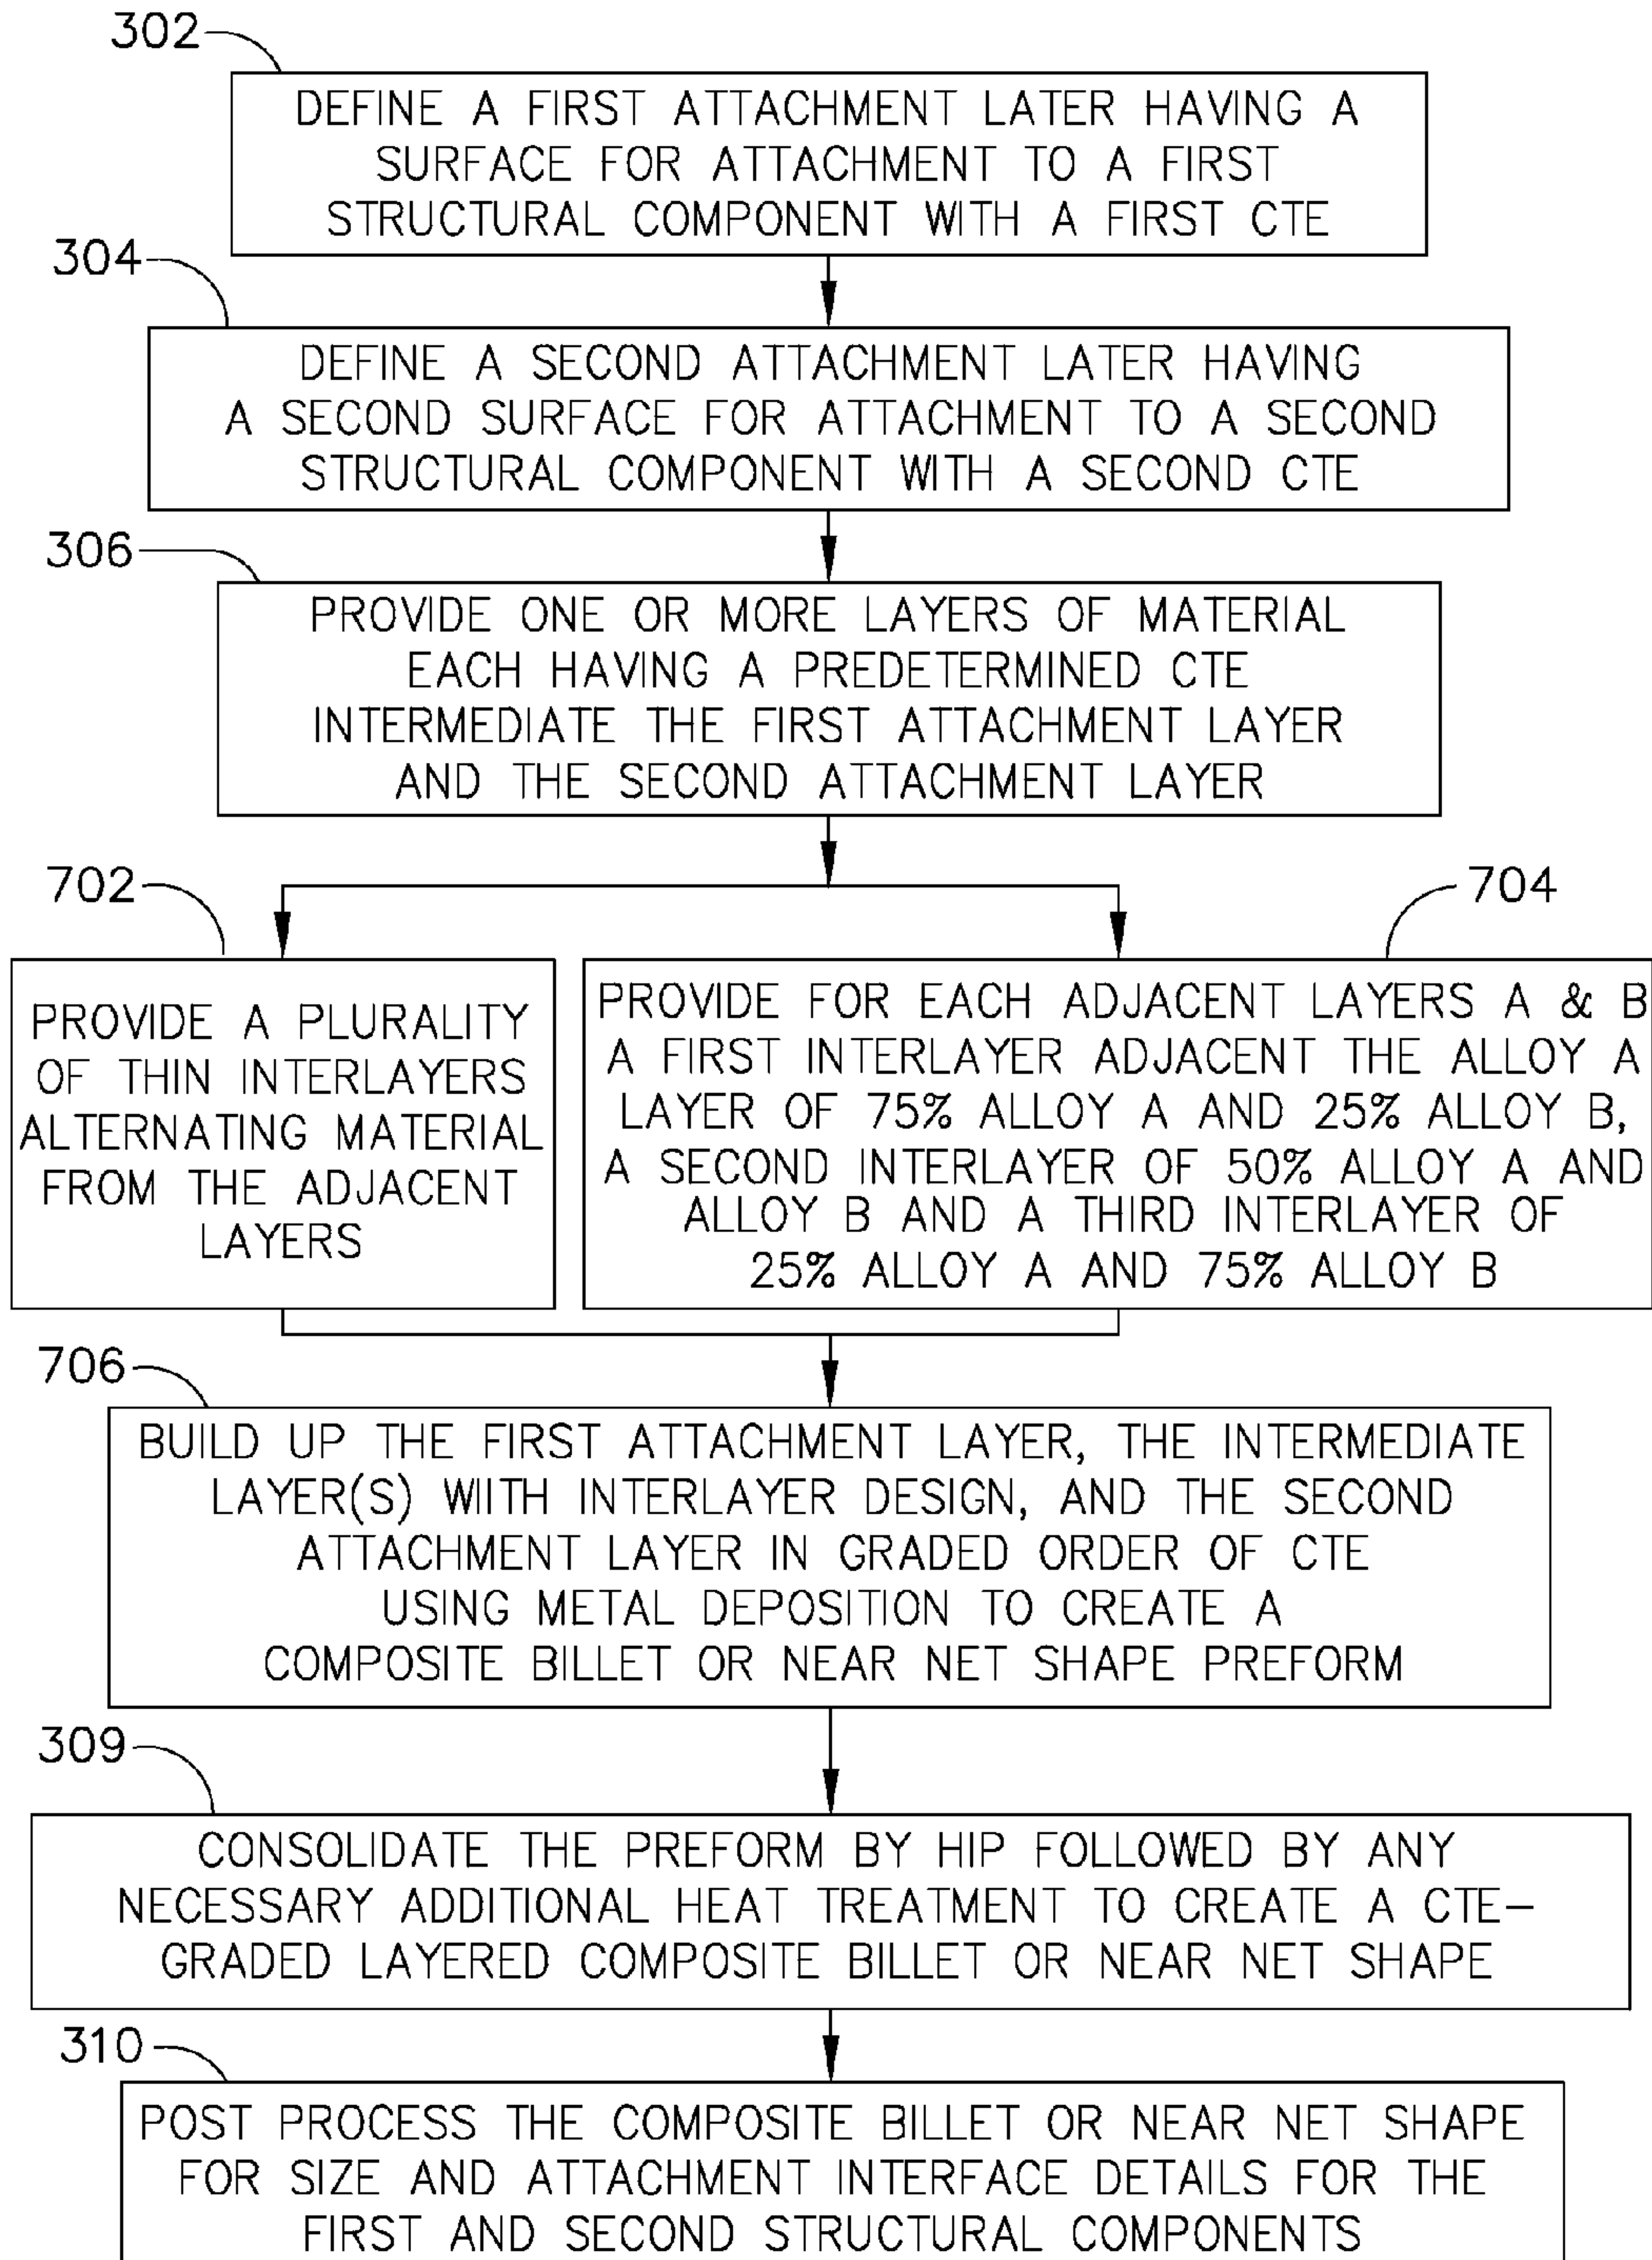 302
DEFINE A FIRST ATTACHMENT LATER HAVING A
SURFACE FOR ATTACHMENT TO A FIRST
STRUCTURAL COMPONENT WITH A FIRST CTE
304
DEFINE A SECOND ATTACHMENT LATER HAVING
A SECOND SURFACE FOR ATTACHMENT TO A SECOND
STRUCTURAL COMPONENT WITH A SECOND CTE
306
PROVIDE ONE OR MORE LAYERS OF MATERIAL
EACH HAVING A PREDETERMINED CTE
INTERMEDIATE THE FIRST ATTACHMENT LAYER
AND THE SECOND ATTACHMENT LAYER
702
PROVIDE A PLURALITY
OF THIN INTERLAYERS
ALTERNATING MATERIAL
FROM THE ADJACENT
LAYERS
704
PROVIDE FOR EACH ADJACENT LAYERS A & B
A FIRST INTERLAYER ADJACENT THE ALLOY A
LAYER OF 75% ALLOY A AND 25% ALLOY B,
A SECOND INTERLAYER OF 50% ALLOY A AND
ALLOY B AND A THIRD INTERLAYER OF
25% ALLOY A AND 75% ALLOY B
706
BUILD UP THE FIRST ATTACHMENT LAYER, THE INTERMEDIATE
LAYER(S) WIITH INTERLAYER DESIGN, AND THE SECOND
ATTACHMENT LAYER IN GRADED ORDER OF CTE
USING METAL DEPOSITION TO CREATE A
COMPOSITE BILLET OR NEAR NET SHAPE PREFORM
309
CONSOLIDATE THE PREFORM BY HIP FOLLOWED BY ANY
NECESSARY ADDITIONAL HEAT TREATMENT TO CREATE A CTE-
GRADED LAYERED COMPOSITE BILLET OR NEAR NET SHAPE
310
POST PROCESS THE COMPOSITE BILLET OR NEAR NET SHAPE
FOR SIZE AND ATTACHMENT INTERFACE DETAILS FOR THE
FIRST AND SECOND STRUCTURAL COMPONENTS